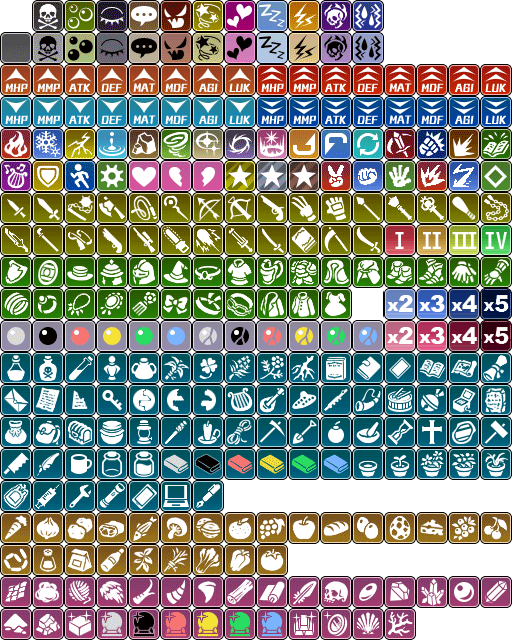 MHP MMP ATK DEF MAT MDF AGI LUK MHP MMP ATK DEF MAT MDF AGI LUK
MHP MMP ATK DEF MAT MDF AGI LUK MHP MMP ATK DEF MAT MDF AGI LUK
I II III IV
x2 x3 x4 x5
x2 x3 x4 x5